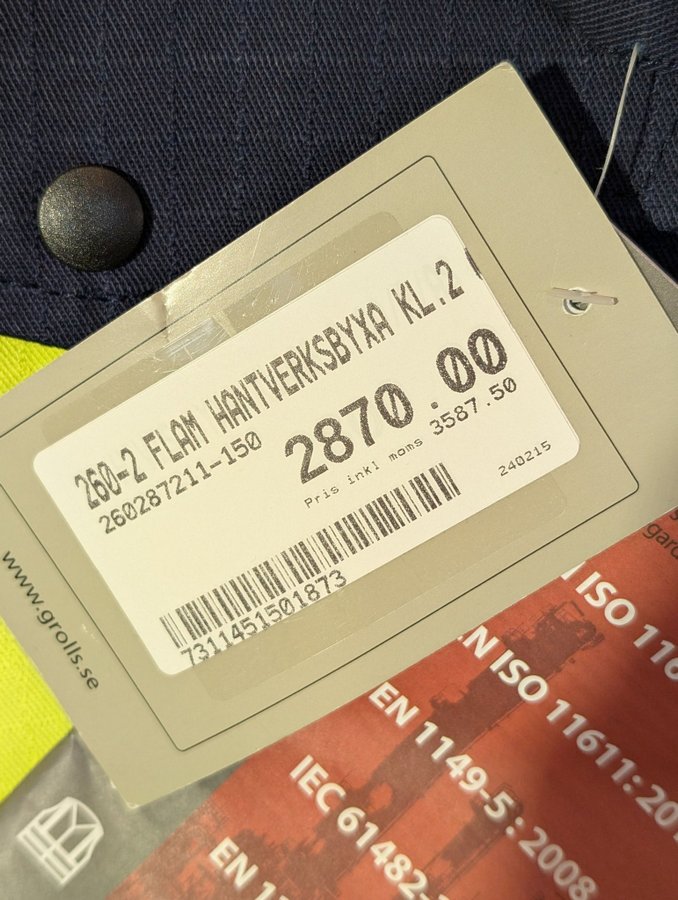 260-2 FLAM HANTVERKSBYXA KL.2
260287211-150
2870.00
Pris inkl moms 3587.50
240215
7311451501873
www.grolls.se
ISO
EN ISO 11611:
EN 1149-5:2008
IEC 61482-
EN